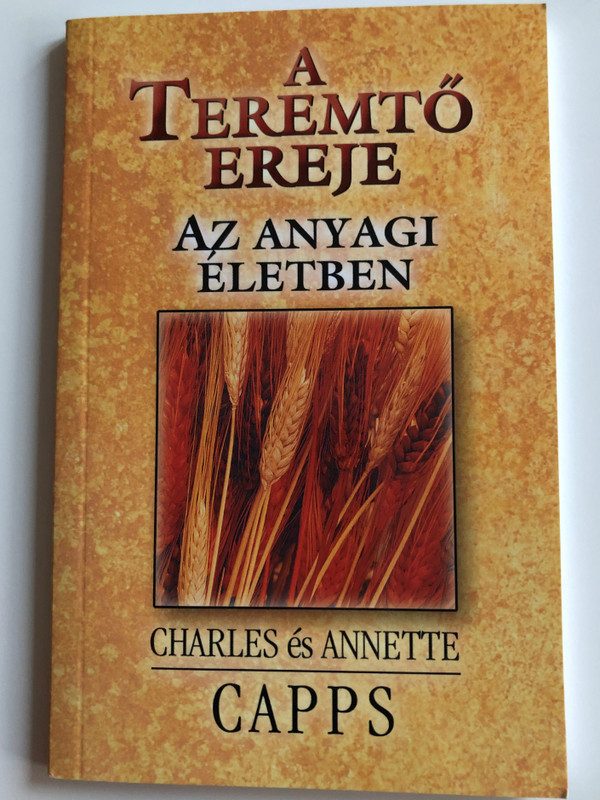 A
TEREMTŐ
EREJE
AZ ANYAGI
ÉLETBEN
CHARLES és ANNETTE
CAPPS